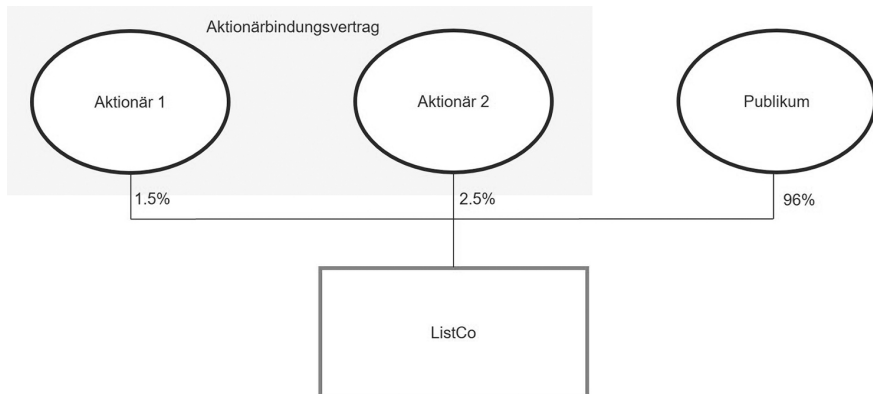 Aktionärbindungsvertrag
Aktionär 1
Aktionär 2
Publikum
1.5%
2.5%
96%
ListCo